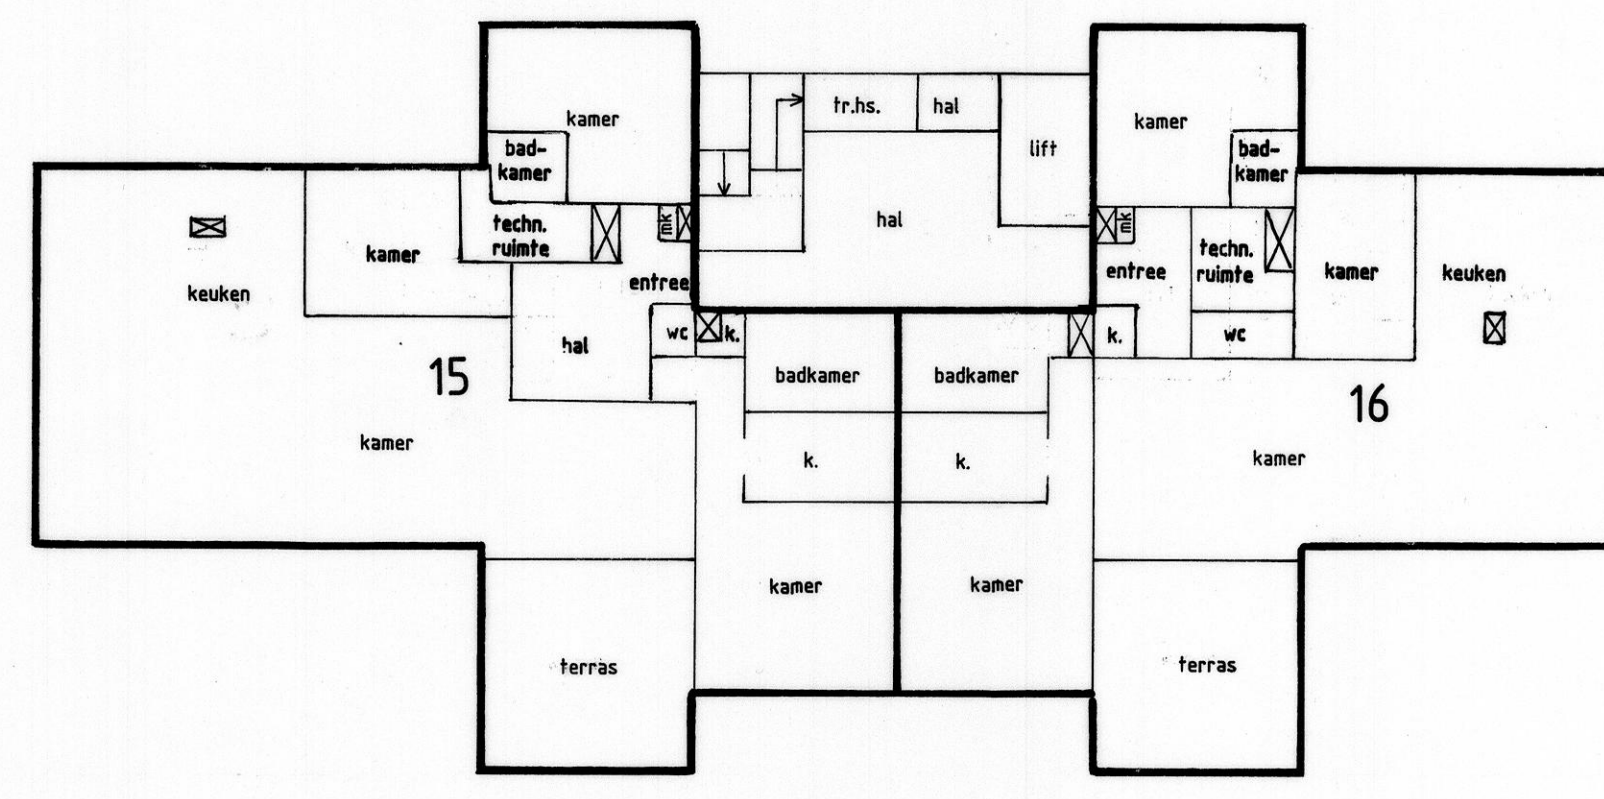 kamer
bad-
kamer
techn.
ruimte
mk
kamer
keuken
entree
wc
k.
hal
15
kamer
terras
tr.hs.
hal
lift
hal
badkamer
k.
kamer
badkamer
k.
kamer
kamer
bad-
kamer
mk
entree
techn.
ruimte
kamer
keuken
k.
wc
16
kamer
terras